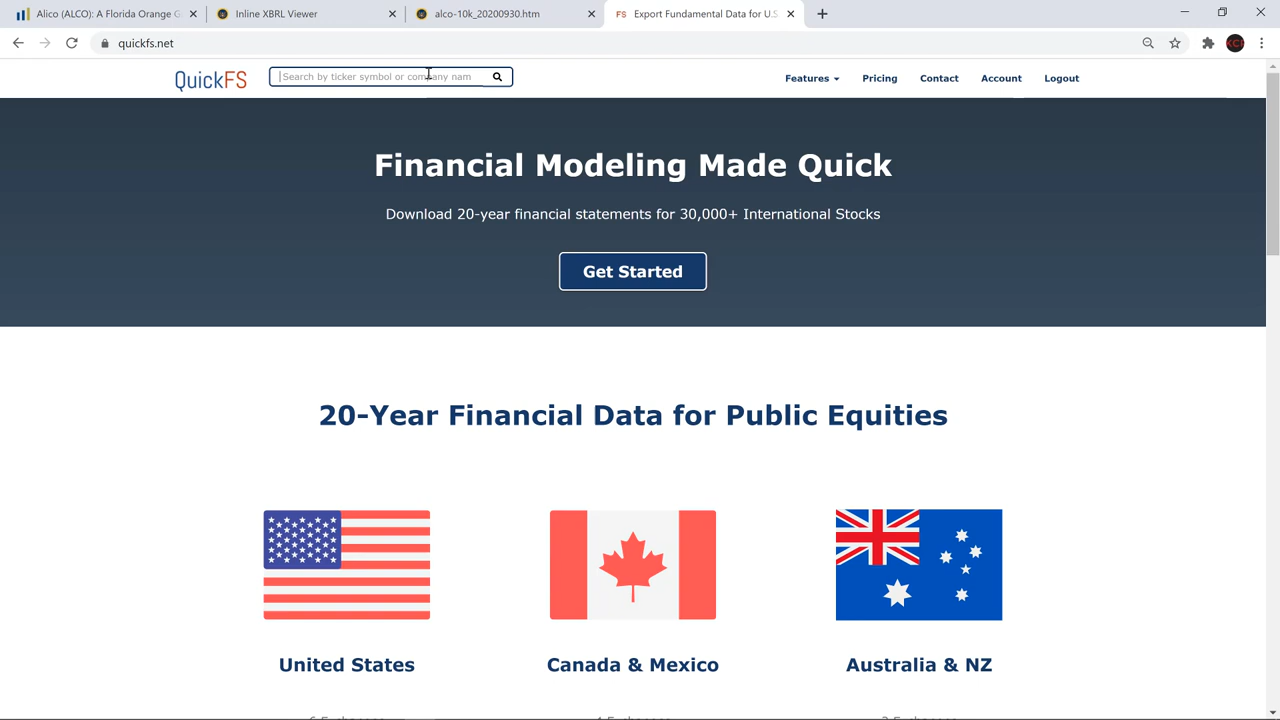 Alico (ALCO): A Florida Orange G
Inline XBRL Viewer
alco-10k_20200930.htm
FS Export Fundamental Data for U.S
quickfs.net
KCI
QuickFS
Search by ticker symbol or company nam
Features
Pricing
Contact
Account
Logout
Financial Modeling Made Quick
Download 20-year financial statements for 30,000+ International Stocks
Get Started
20-Year Financial Data for Public Equities
United States
Canada & Mexico
Australia & NZ